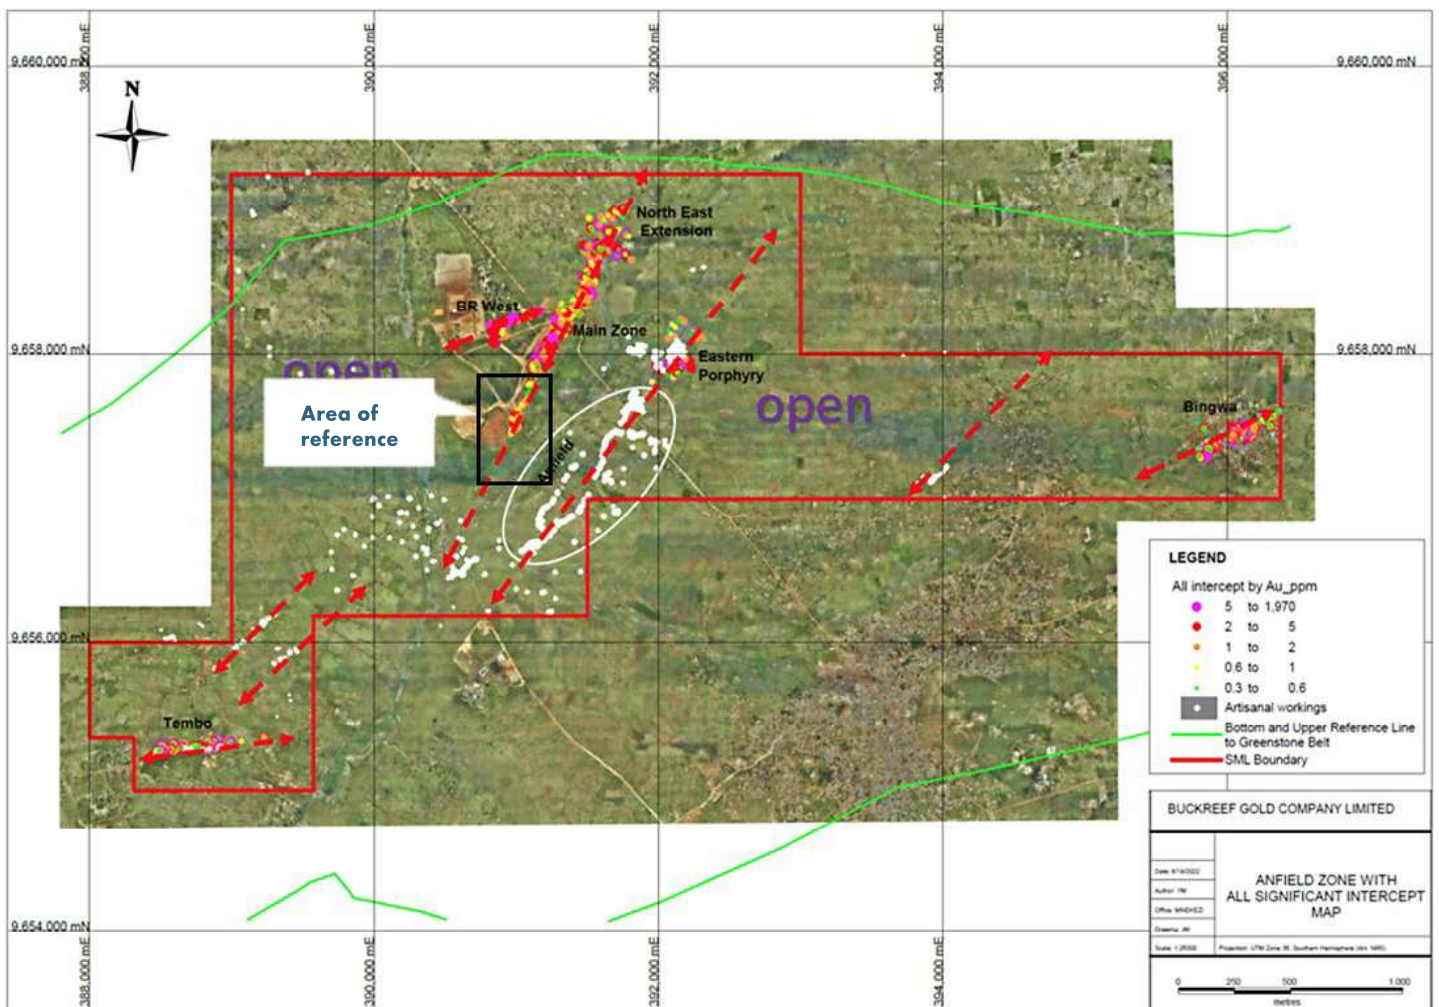 388,000 mE
390,000 mE
392,000 mE
394,000 mE
396,000 mE
9,660,000 mN
9,660,000 mN
N
North East
Extension
BR West
Main Zone
9,658,000 mN
9,658,000 mN
open
Eastern
Porphyry
open
Area of
reference
Bingwa
Anfield
LEGEND
All intercept by Au_ppm
5 to 1,970
2 to 5
1 to 2
0.6 to 1
0.3 to 0.6
Artisanal workings
Bottom and Upper Reference Line
to Greenstone Belt
SML Boundary
9,656,000 mN
Tembo
BUCKREEF GOLD COMPANY LIMITED
ANFIELD ZONE WITH
ALL SIGNIFICANT INTERCEPT
MAP
Scale: 1:25000
9,654,000 mN
0 250 500 1,000
metres
388,000 mE
390,000 mE
392,000 mE
394,000 mE